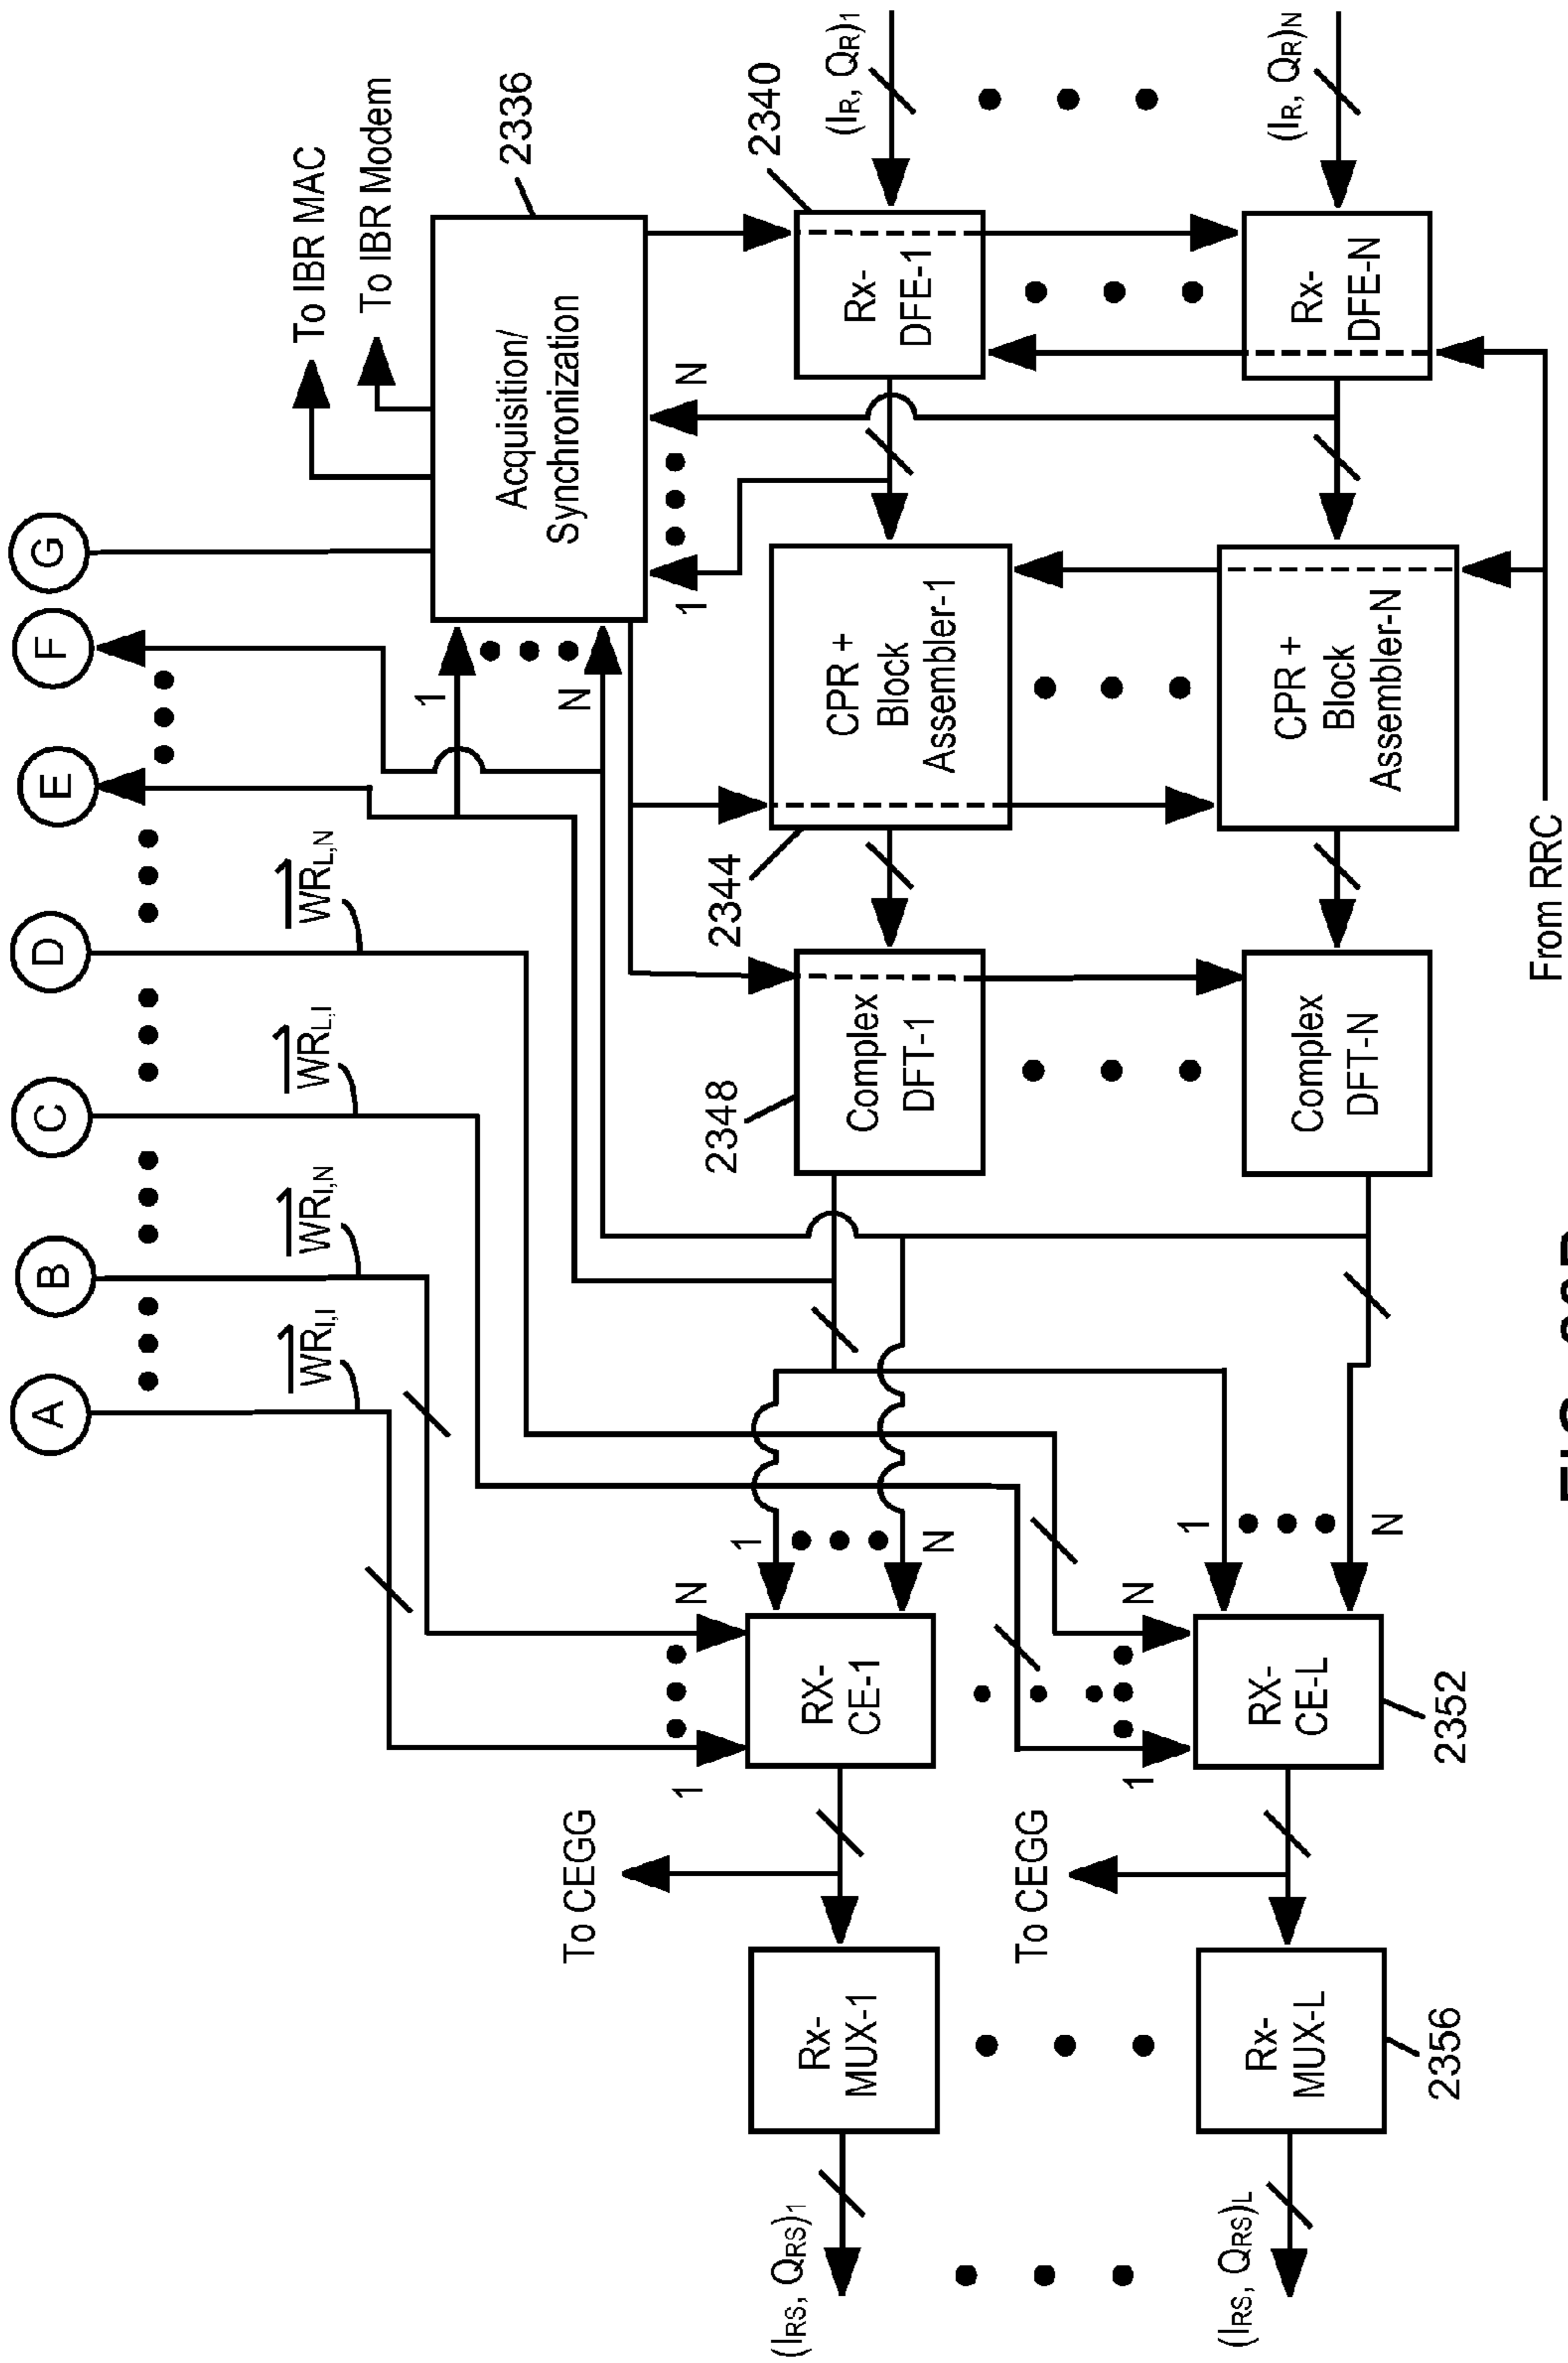 A
B
C
D
E
F
G
WRI,I
WRI,N
WRL,I
WRL,N
To IBR MAC
To IBR Modem
2336
Acquisition/
Synchronization
1
N
1
N
To CEGG
1
N
2348
2344
2340
(IRS, QRS)1
Rx-
MUX-1
RX-
CE-1
1
N
Complex
DFT-1
CPR +
Block
Assembler-1
Rx-
DFE-1
(IR, QR)1
To CEGG
1
N
(IRS, QRS)L
Rx-
MUX-L
RX-
CE-L
1
N
Complex
DFT-N
CPR +
Block
Assembler-N
Rx-
DFE-N
(IR, QR)N
2356
2352
From RRC